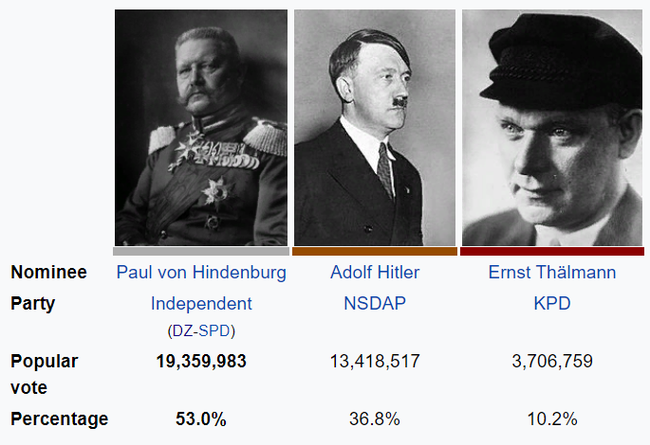 Nominee Paul von Hindenburg Adolf Hitler Ernst Thälmann
Party Independent NSDAP KPD
(DZ-SPD)
Popular 19,359,983 13,418,517 3,706,759
vote
Percentage 53.0% 36.8% 10.2%